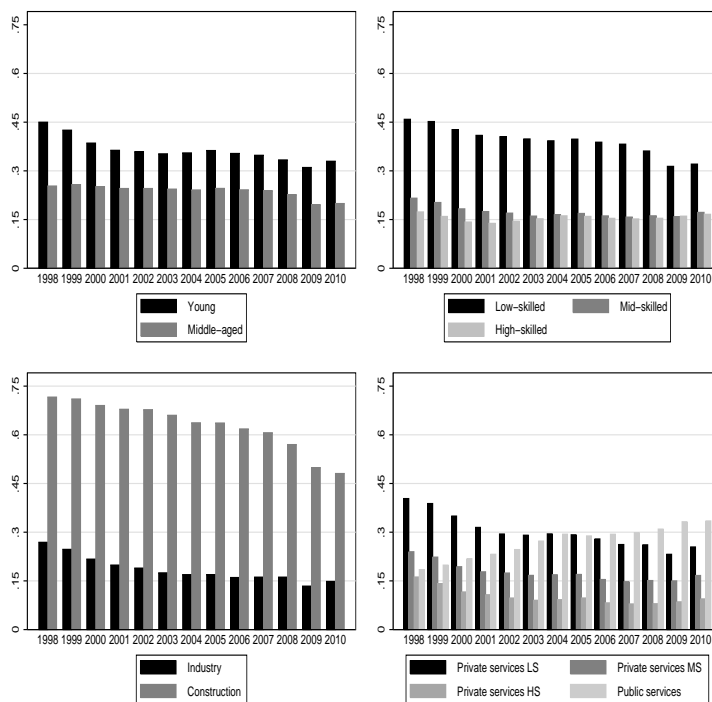 .75
.6
.45
.3
.15
0
1998 1999 2000 2001 2002 2003 2004 2005 2006 2007 2008 2009 2010
Young
Middle−aged
.75
.6
.45
.3
.15
0
1998 1999 2000 2001 2002 2003 2004 2005 2006 2007 2008 2009 2010
Low−skilled Mid−skilled
High−skilled
.75
.6
.45
.3
.15
0
1998 1999 2000 2001 2002 2003 2004 2005 2006 2007 2008 2009 2010
Industry
Construction
.75
.6
.45
.3
.15
0
1998 1999 2000 2001 2002 2003 2004 2005 2006 2007 2008 2009 2010
Private services LS Private services MS
Private services HS Public services